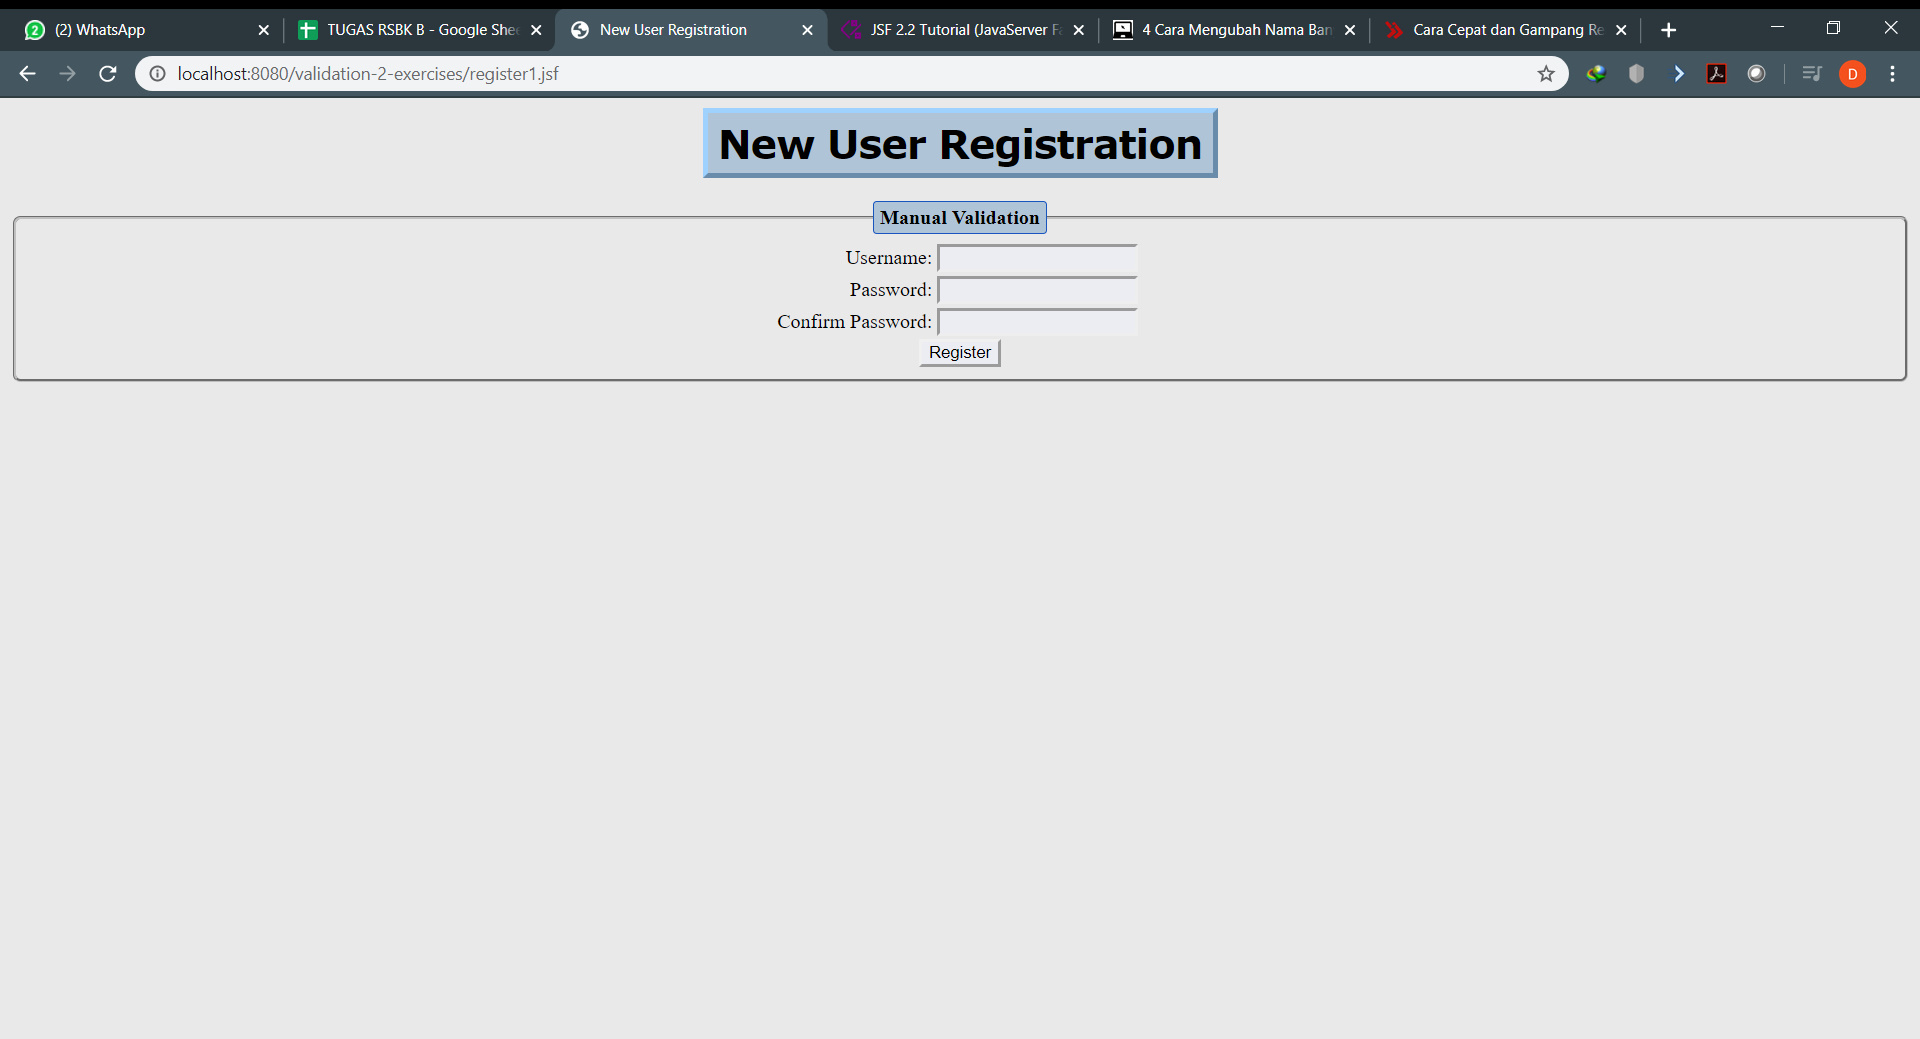 (2) WhatsApp
TUGAS RSBK B - Google Shee
New User Registration
JSF 2.2 Tutorial (JavaServer Fa
4 Cara Mengubah Nama Ban
Cara Cepat dan Gampang Re
localhost:8080/validation-2-exercises/register1.jsf
D
New User Registration
Manual Validation
Username:
Password:
Confirm Password:
Register